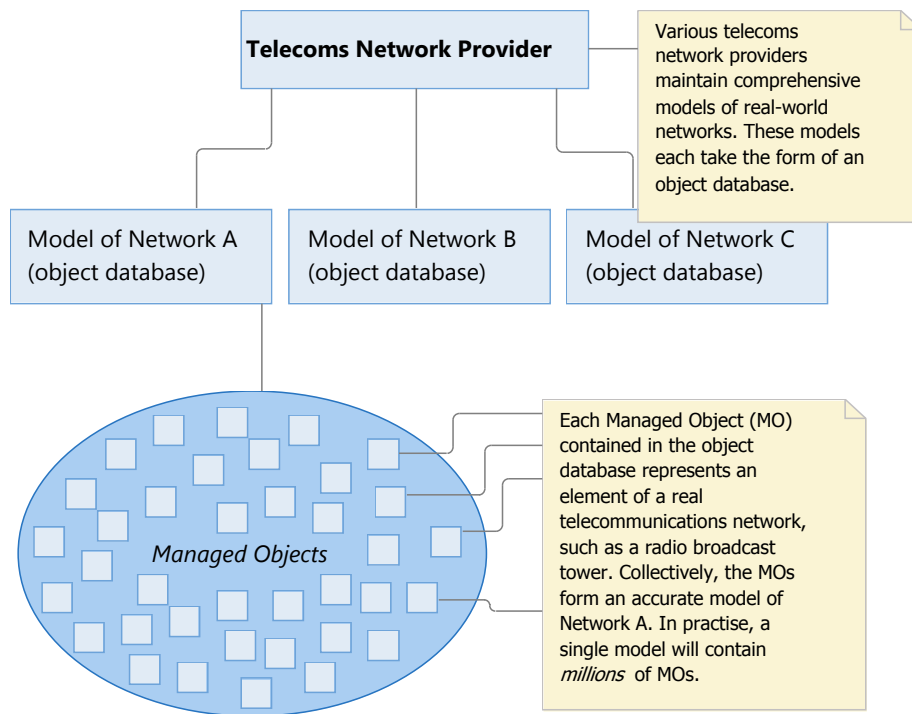 Telecoms Network Provider
Various telecoms
network providers
maintain comprehensive
models of real-world
networks. These models
each take the form of an
object database.
Model of Network A
(object database)
Model of Network B
(object database)
Model of Network C
(object database)
Managed Objects
Each Managed Object (MO)
contained in the object
database represents an
element of a real
telecommunications network,
such as a radio broadcast
tower. Collectively, the MOs
form an accurate model of
Network A. In practise, a
single model will contain
millions of MOs.